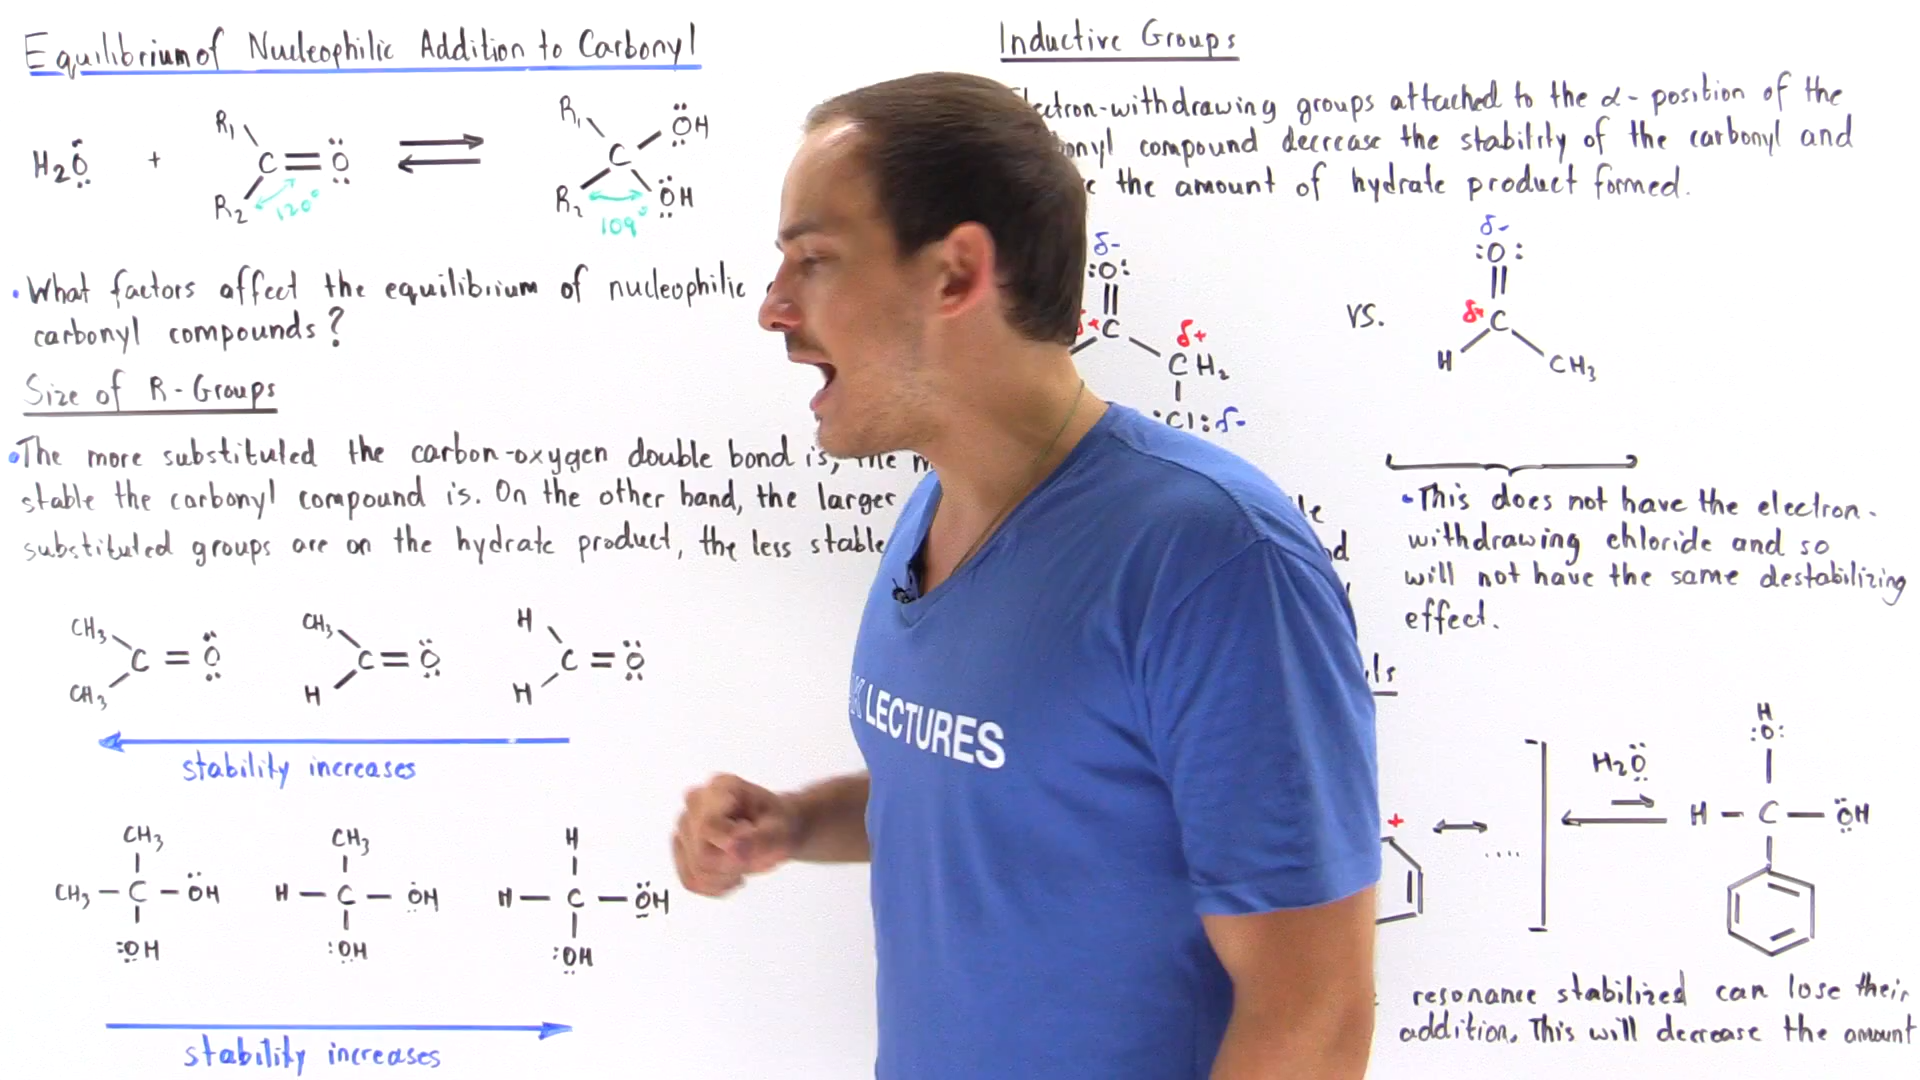 Equilibrium of Nucleophilic Addition to Carbonyl
H₂O + R₁ R₂ C = O ⇌ R₁ R₂ C OH OH
120° 109°
• What factors affect the equilibrium of nucleophilic
carbonyl compounds?
Size of R-Groups
• The more substituted the carbon-oxygen double bond is, the
stable the carbonyl compound is. On the other hand, the larger
substituted groups are on the hydrate product, the less stable
CH₃ CH₃ C = O
CH₃ H C = O
H H C = O
stability increases
CH₃ CH₃ - C - OH :OH
CH₃ H - C - OH :OH
H H - C - OH :OH
stability increases
Inductive Groups
groups attached to the α-position of the
compound decrease the stability of the carbonyl and
the amount of hydrate product formed.
δ- :O: C δ+ CH₂ :Cl: δ-
vs.
δ- :O: δ+ C H CH₃
• This does not have the electron-
withdrawing chloride and so
will not have the same destabilizing
effect.
+ ↔ .... ] H₂O ⇌ H :O: H - C - OH
resonance stabilized can lose their
addition. This will decrease the amount
LECTURES